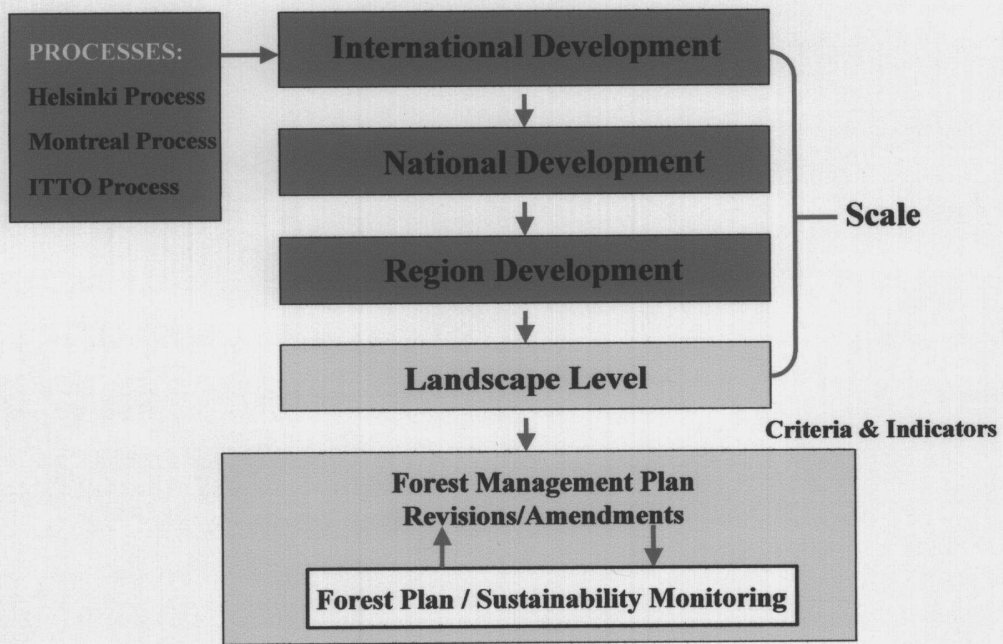 PROCESSES:
Helsinki Process
Montreal Process
ITTO Process
International Development
National Development
Region Development
Landscape Level
Scale
Criteria & Indicators
Forest Management Plan
Revisions/Amendments
Forest Plan / Sustainability Monitoring